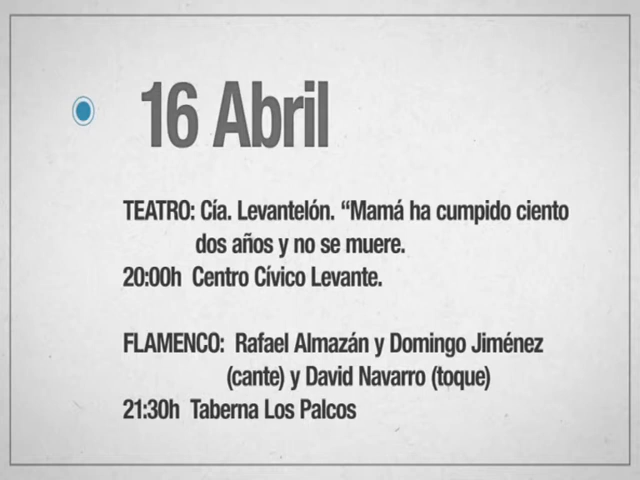 16 Abril
TEATRO: Cía. Levantelón. “Mamá ha cumpido ciento
dos años y no se muere.
20:00h Centro Cívico Levante.
FLAMENCO: Rafael Almazán y Domingo Jiménez
(cante) y David Navarro (toque)
21:30h Taberna Los Palcos